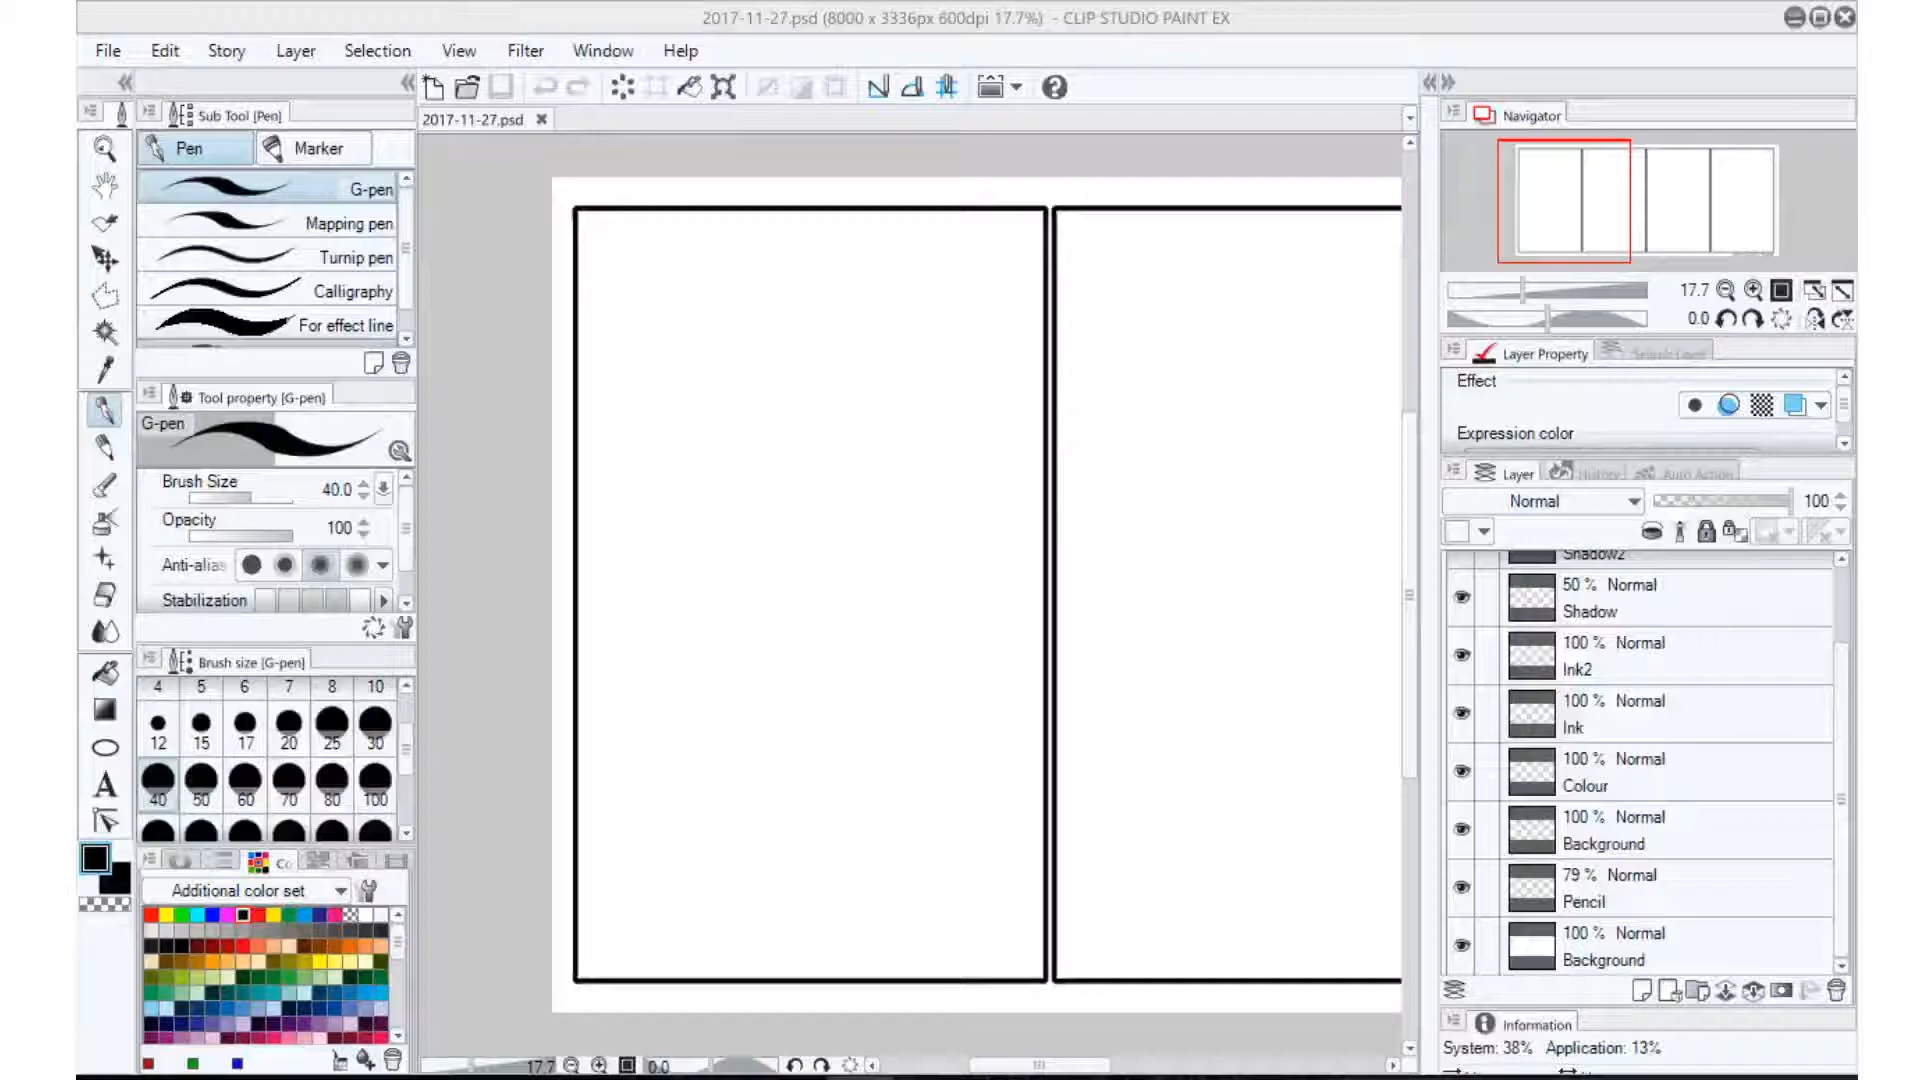 2017-11-27.psd (8000 x 3336px 600dpi 17.7%) - CLIP STUDIO PAINT EX
File Edit Story Layer Selection View Filter Window Help
Sub Tool [Pen]
2017-11-27.psd
Navigator
Pen Marker
G-pen
Mapping pen
Turnip pen
Calligraphy
For effect line
17.7
0.0
Layer Property
Effect
Expression color
Tool property [G-pen]
G-pen
Brush Size 40.0
Opacity 100
Anti-alias
Stabilization
Layer History Auto Action
Normal 100
Shadow2
50 % Normal
Shadow
100 % Normal
Ink2
100 % Normal
Ink
100 % Normal
Colour
100 % Normal
Background
79 % Normal
Pencil
100 % Normal
Background
Brush size [G-pen]
4 5 6 7 8 10
12 15 17 20 25 30
40 50 60 70 80 100
Co
Additional color set
A
17.7 0.0
Information
System: 38% Application: 13%